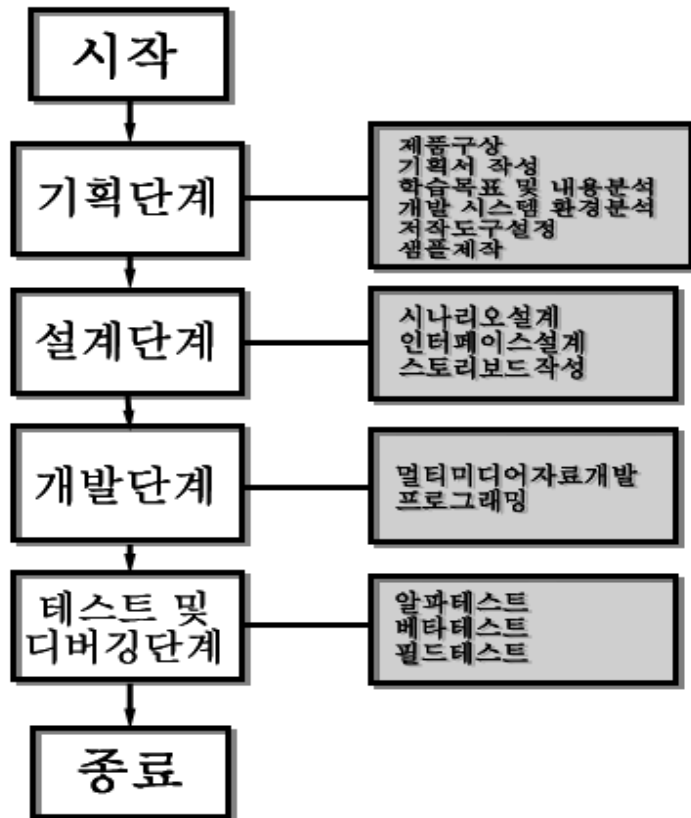 시작
기획단계
제품구상
기획서 작성
학습목표 및 내용분석
개발 시스템 환경분석
저작도구설정
샘플제작
설계단계
시나리오설계
인터페이스설계
스토리보드작성
개발단계
멀티미디어자료개발
프로그래밍
테스트 및
디버깅단계
알파테스트
베타테스트
필드테스트
종료